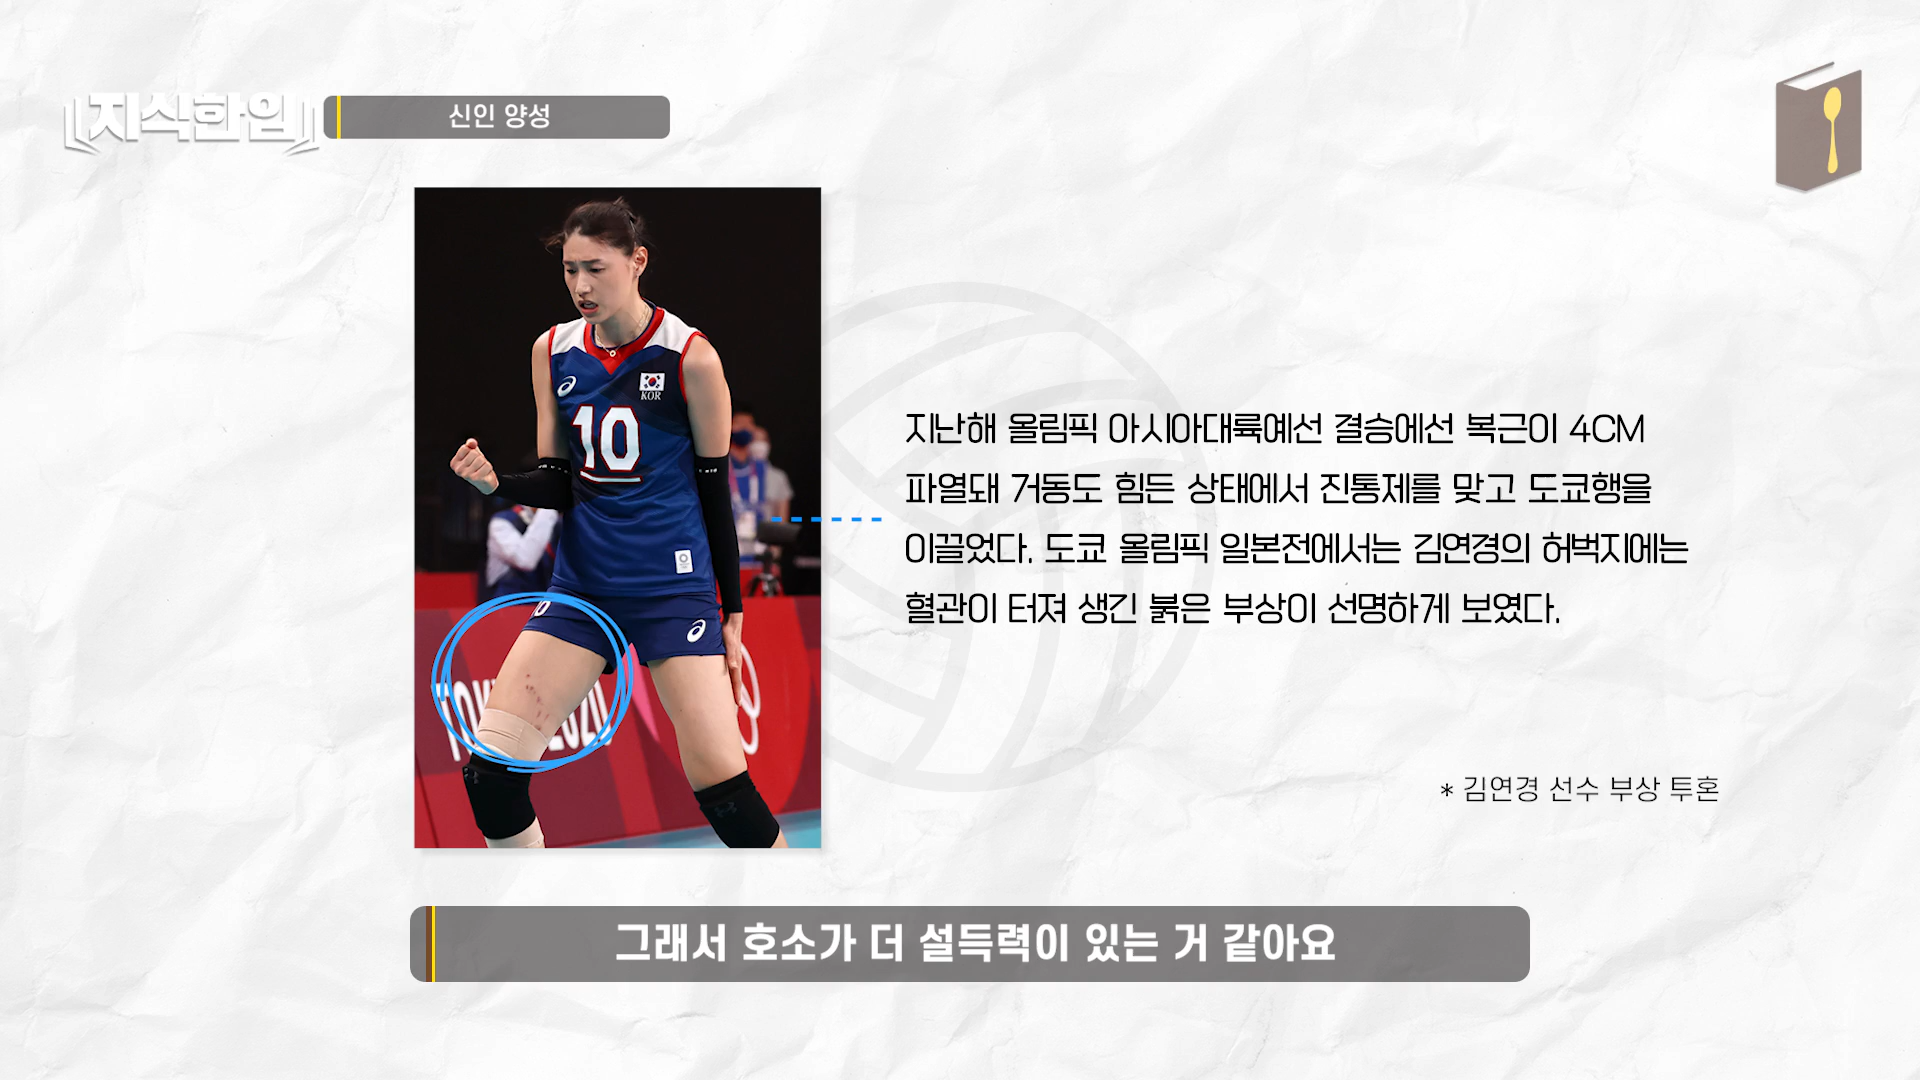 지식한입
신인 양성
10
KOR
10
TOKYO 2020
지난해 올림픽 아시아대륙예선 결승에선 복근이 4CM
파열돼 거동도 힘든 상태에서 진통제를 맞고 도쿄행을
이끌었다. 도쿄 올림픽 일본전에서는 김연경의 허벅지에는
혈관이 터져 생긴 붉은 부상이 선명하게 보였다.
* 김연경 선수 부상 투혼
그래서 호소가 더 설득력이 있는 거 같아요